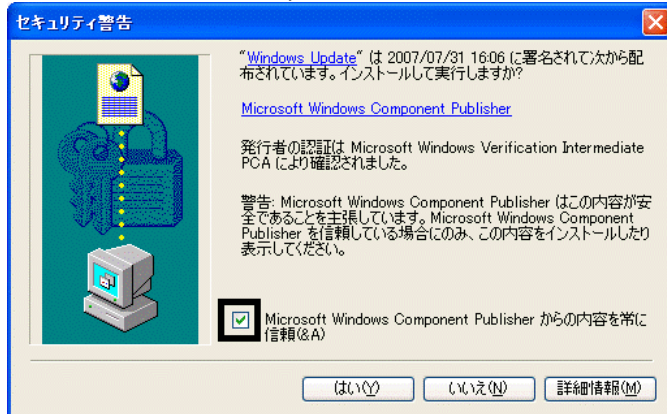 セキュリティ警告
"Windows Update" は 2007/07/31 16:06 に署名されて次から配
布されています。インストールして実行しますか?
Microsoft Windows Component Publisher
発行者の認証は Microsoft Windows Verification Intermediate
PCA により確認されました。
警告: Microsoft Windows Component Publisher はこの内容が安
全であることを主張しています。Microsoft Windows Component
Publisher を信頼している場合にのみ、この内容をインストールしたり
表示してください。
Microsoft Windows Component Publisher からの内容を常に
信頼(&A)
はい(Y) いいえ(N) 詳細情報(M)